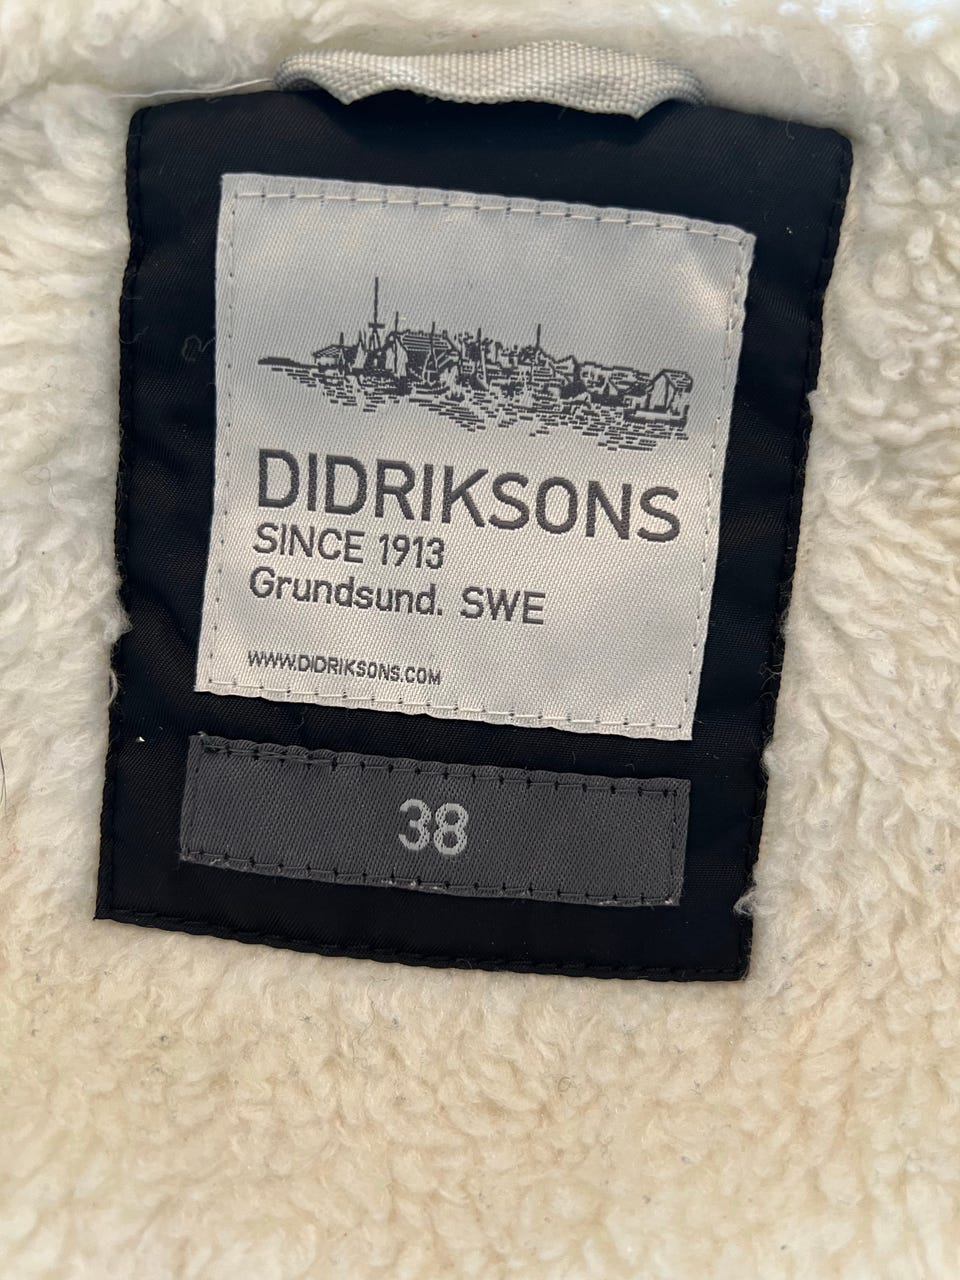 DIDRIKSONS
SINCE 1913
Grundsund. SWE
WWW.DIDRIKSONS.COM
38